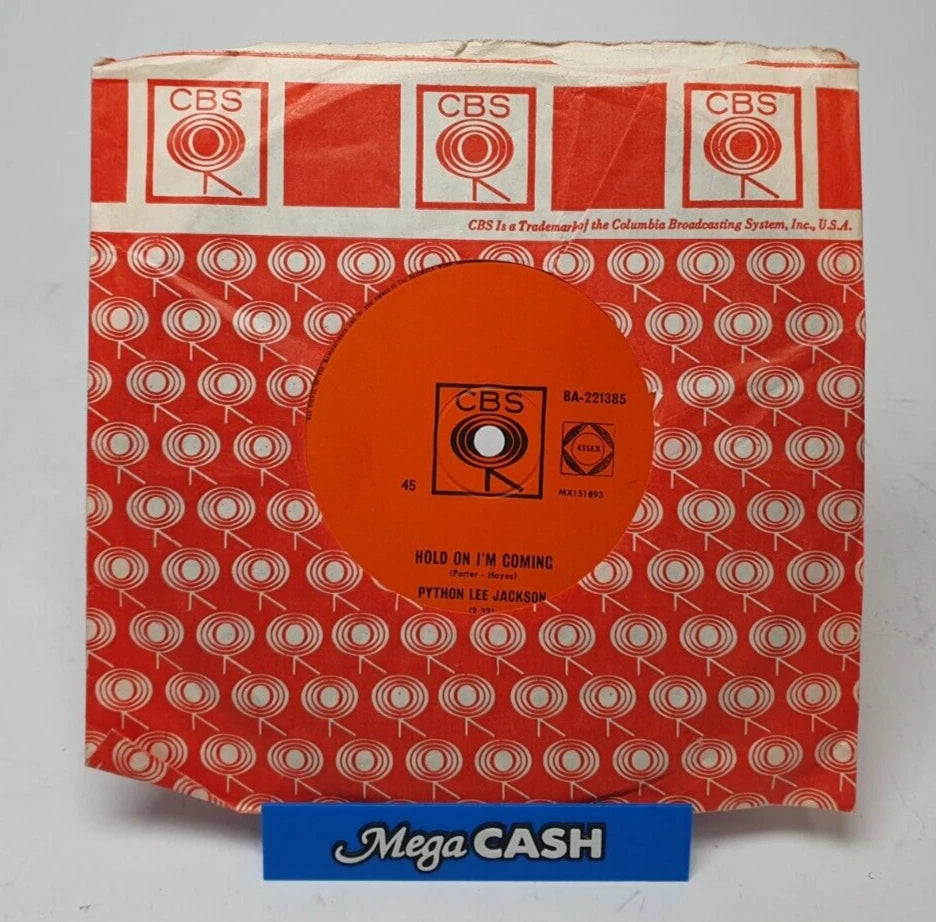 CBS
CBS
CBS
CBS Is a Trademark of the Columbia Broadcasting System, Inc., U.S.A.
CBS
BA-221385
ESSEX
45
MX151893
HOLD ON I'M COMING
(Porter - Hayes)
PYTHON LEE JACKSON
Mega CASH